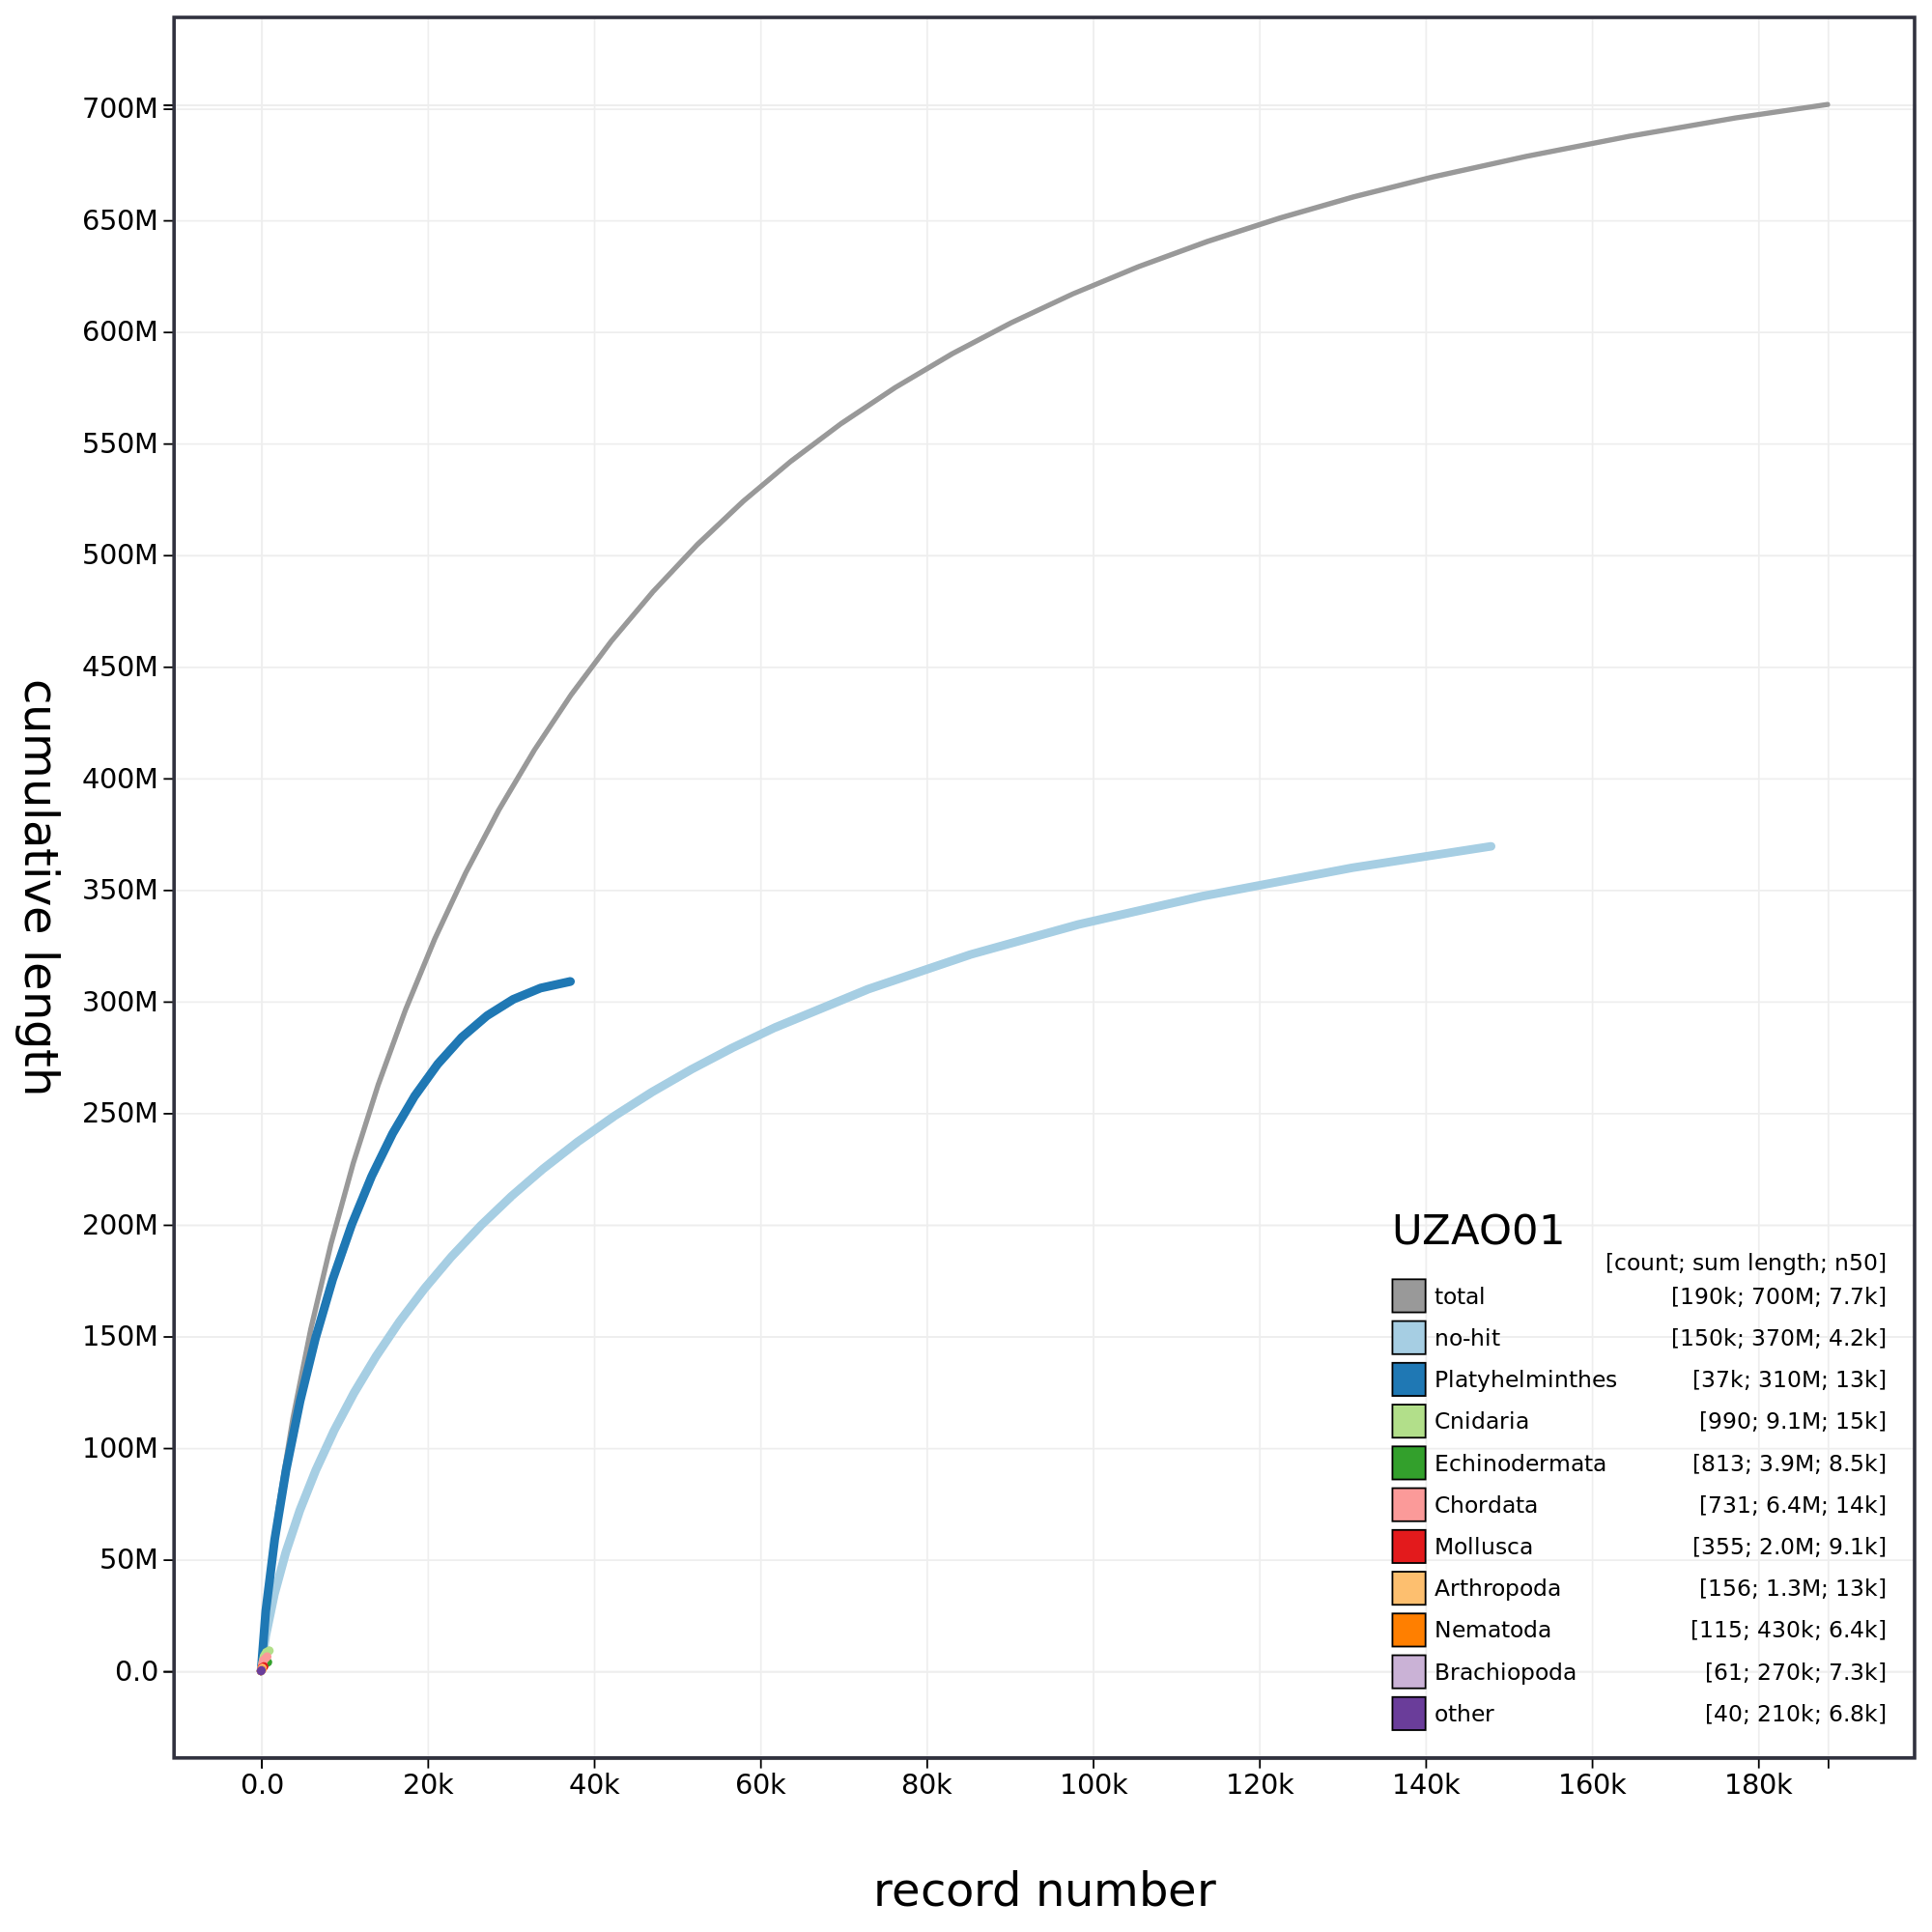 700M
650M
600M
550M
500M
450M
400M
350M
300M
250M
200M
150M
100M
50M
0.0
cumulative length
UZAO01
[count; sum length; n50]
total [190k; 700M; 7.7k]
no-hit [150k; 370M; 4.2k]
Platyhelminthes [37k; 310M; 13k]
Cnidaria [990; 9.1M; 15k]
Echinodermata [813; 3.9M; 8.5k]
Chordata [731; 6.4M; 14k]
Mollusca [355; 2.0M; 9.1k]
Arthropoda [156; 1.3M; 13k]
Nematoda [115; 430k; 6.4k]
Brachiopoda [61; 270k; 7.3k]
other [40; 210k; 6.8k]
0.0 20k 40k 60k 80k 100k 120k 140k 160k 180k
record number